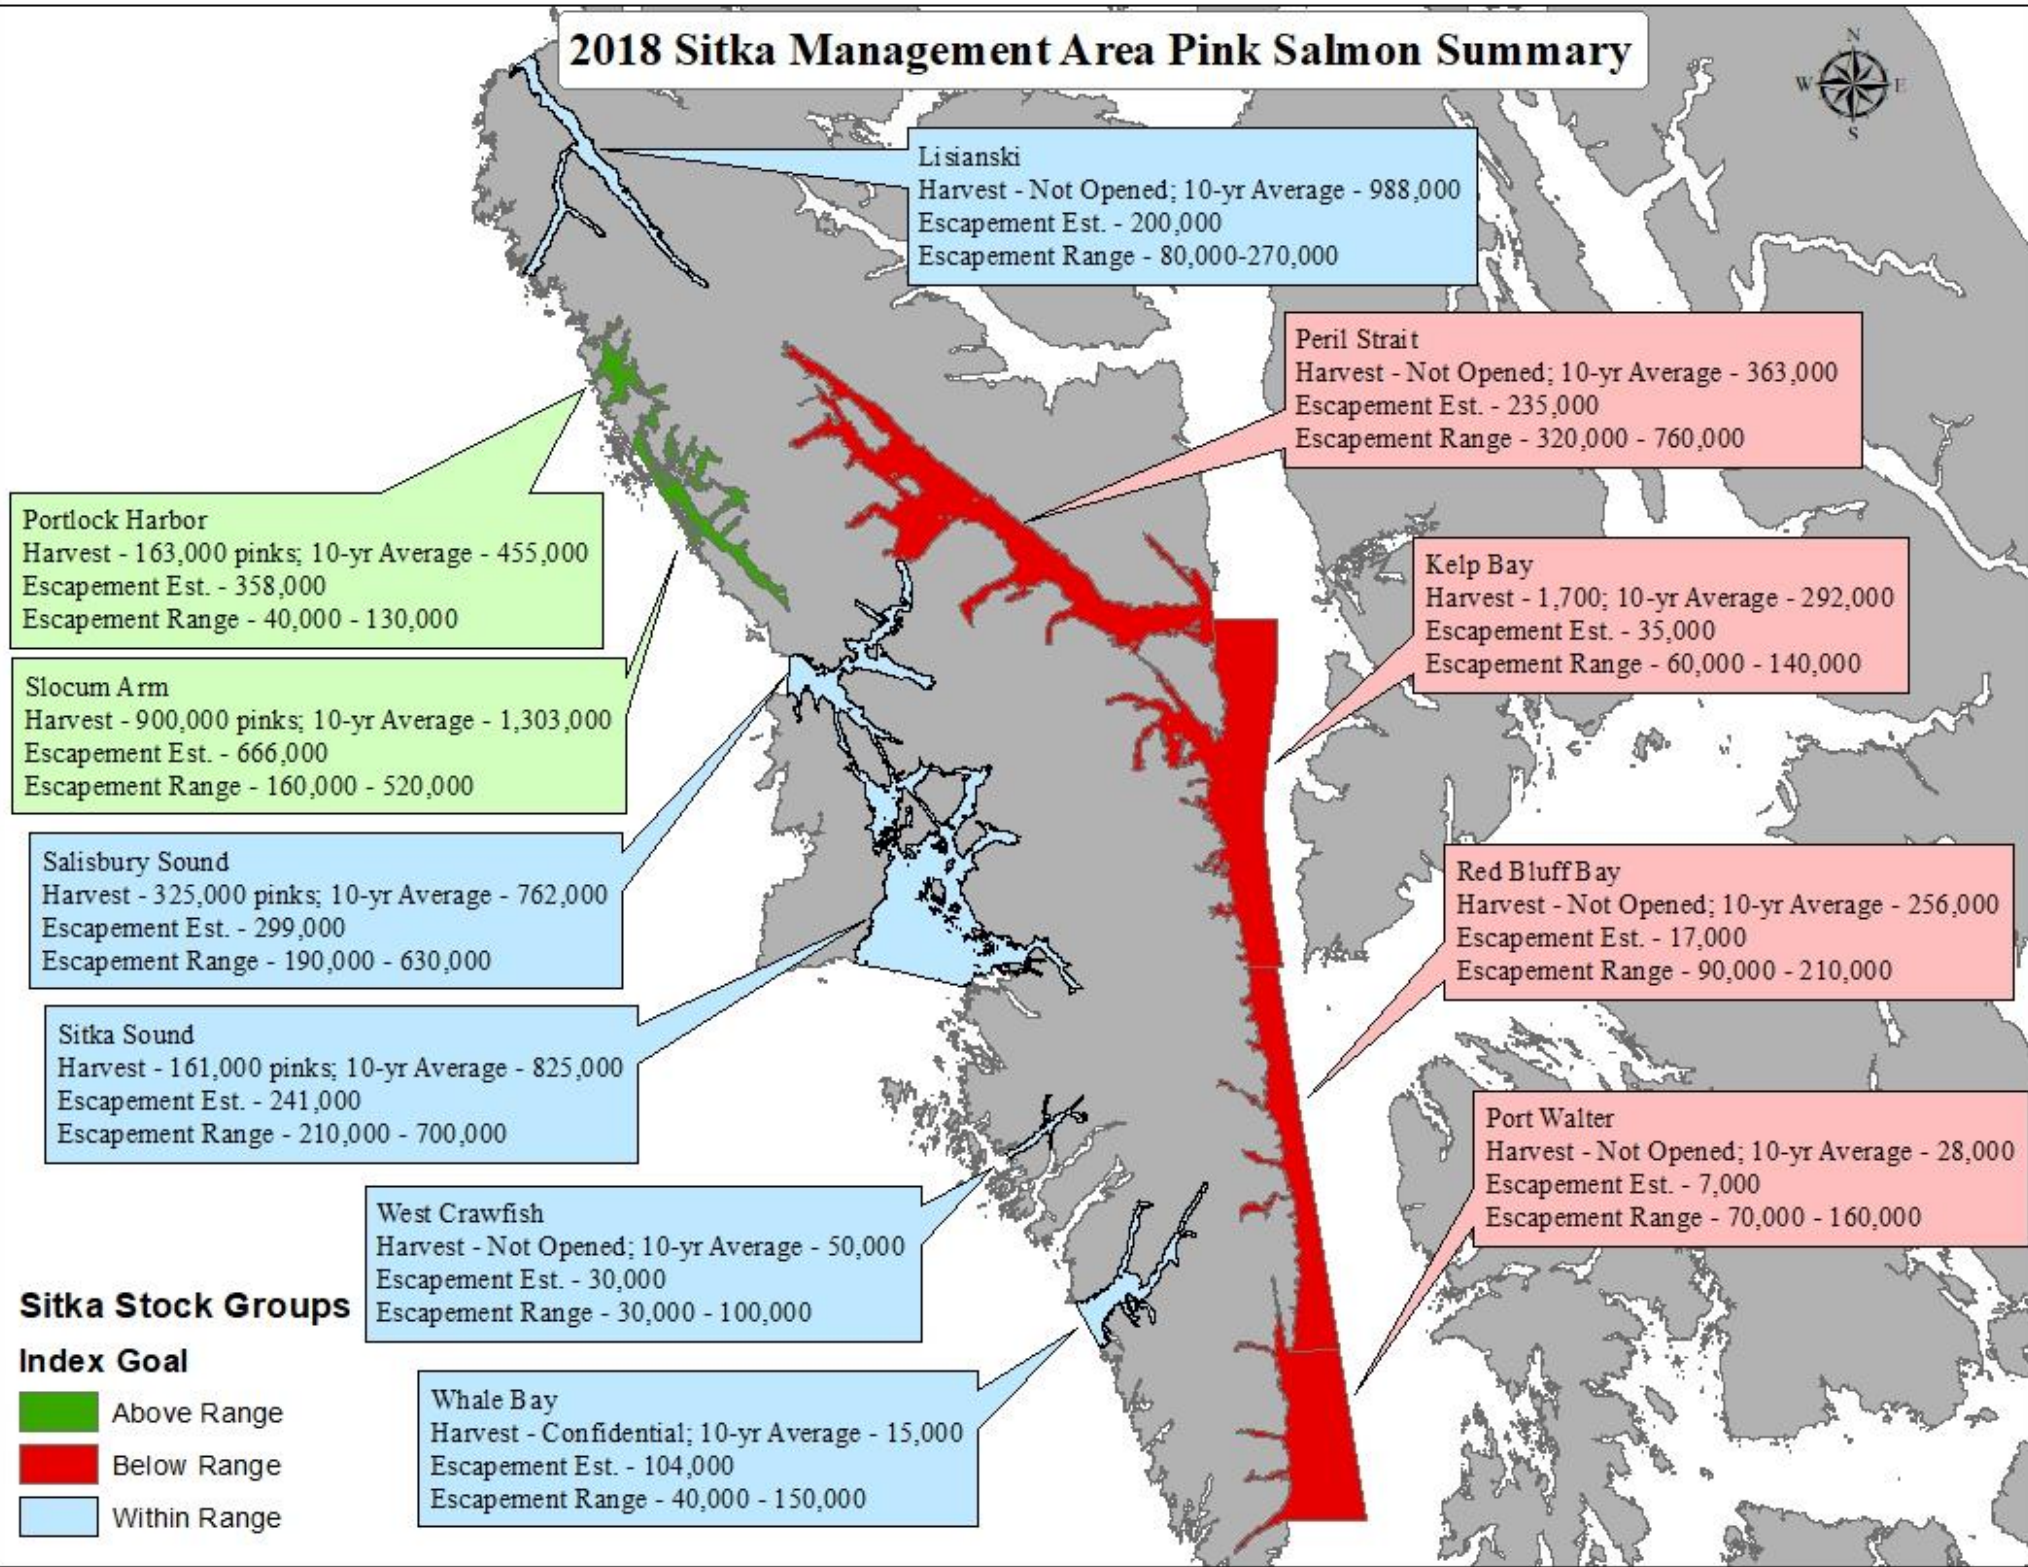 2018 Sitka Management Area Pink Salmon Summary
N
W
E
S
Lisianski
Harvest - Not Opened; 10-yr Average - 988,000
Escapement Est. - 200,000
Escapement Range - 80,000-270,000
Peril Strait
Harvest - Not Opened; 10-yr Average - 363,000
Escapement Est. - 235,000
Escapement Range - 320,000 - 760,000
Portlock Harbor
Harvest - 163,000 pinks; 10-yr Average - 455,000
Escapement Est. - 358,000
Escapement Range - 40,000 - 130,000
Kelp Bay
Harvest - 1,700; 10-yr Average - 292,000
Escapement Est. - 35,000
Escapement Range - 60,000 - 140,000
Slocum Arm
Harvest - 900,000 pinks; 10-yr Average - 1,303,000
Escapement Est. - 666,000
Escapement Range - 160,000 - 520,000
Salisbury Sound
Harvest - 325,000 pinks; 10-yr Average - 762,000
Escapement Est. - 299,000
Escapement Range - 190,000 - 630,000
Red Bluff Bay
Harvest - Not Opened; 10-yr Average - 256,000
Escapement Est. - 17,000
Escapement Range - 90,000 - 210,000
Sitka Sound
Harvest - 161,000 pinks; 10-yr Average - 825,000
Escapement Est. - 241,000
Escapement Range - 210,000 - 700,000
Port Walter
Harvest - Not Opened; 10-yr Average - 28,000
Escapement Est. - 7,000
Escapement Range - 70,000 - 160,000
West Crawfish
Harvest - Not Opened; 10-yr Average - 50,000
Escapement Est. - 30,000
Escapement Range - 30,000 - 100,000
Whale Bay
Harvest - Confidential; 10-yr Average - 15,000
Escapement Est. - 104,000
Escapement Range - 40,000 - 150,000
Sitka Stock Groups
Index Goal
Above Range
Below Range
Within Range